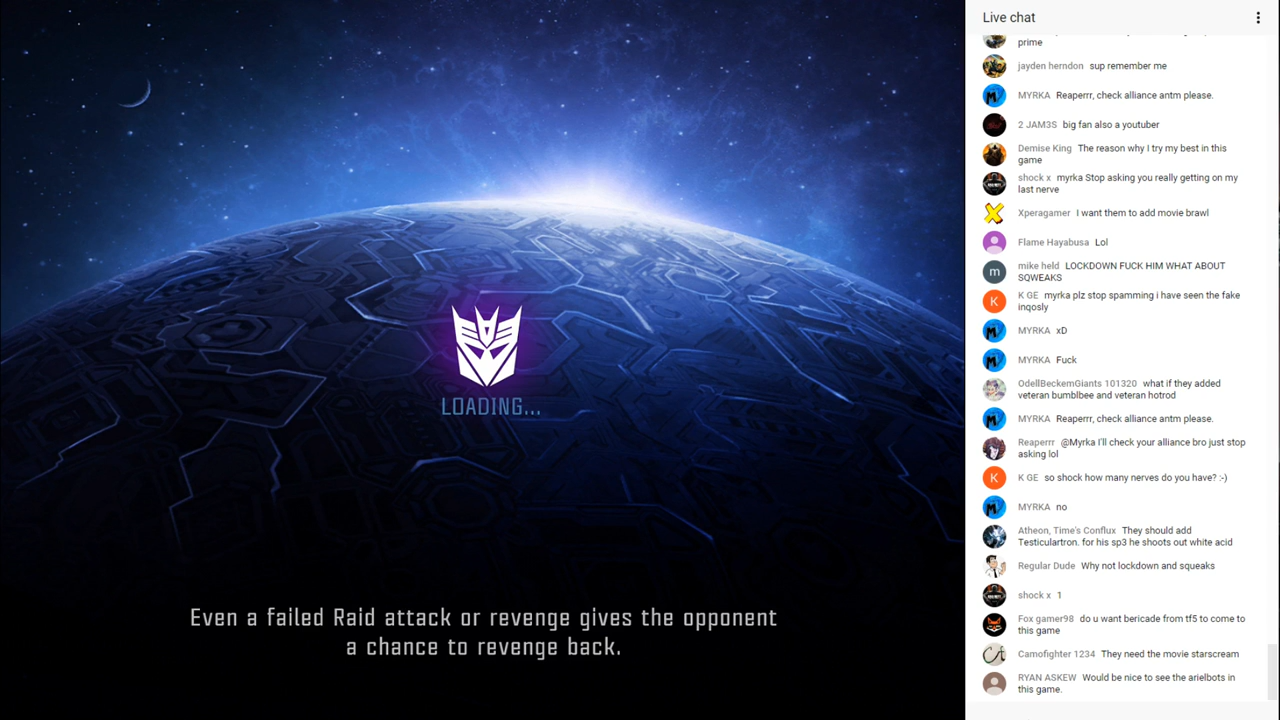 LOADING...
Even a failed Raid attack or revenge gives the opponent
a chance to revenge back.
Live chat
prime
jayden herndon sup remember me
MYRKA Reaperrr, check alliance antm please.
2 JAM3S big fan also a youtuber
Demise King The reason why I try my best in this
game
shock x myrka Stop asking you really getting on my
last nerve
Xperagamer I want them to add movie brawl
Flame Hayabusa Lol
m
mike held LOCKDOWN FUCK HIM WHAT ABOUT
SQWEAKS
K
K GE myrka plz stop spamming i have seen the fake
inqosly
MYRKA xD
MYRKA Fuck
OdellBeckemGiants 101320 what if they added
veteran bumblbee and veteran hotrod
MYRKA Reaperrr, check alliance antm please.
Reaperrr @Myrka I'll check your alliance bro just stop
asking lol
K
K GE so shock how many nerves do you have? :-)
MYRKA no
Atheon, Time's Conflux They should add
Testiculartron. for his sp3 he shoots out white acid
Regular Dude Why not lockdown and squeaks
shock x 1
Fox gamer98 do u want bericade from tf5 to come to
this game
Camofighter 1234 They need the movie starscream
RYAN ASKEW Would be nice to see the arielbots in
this game.